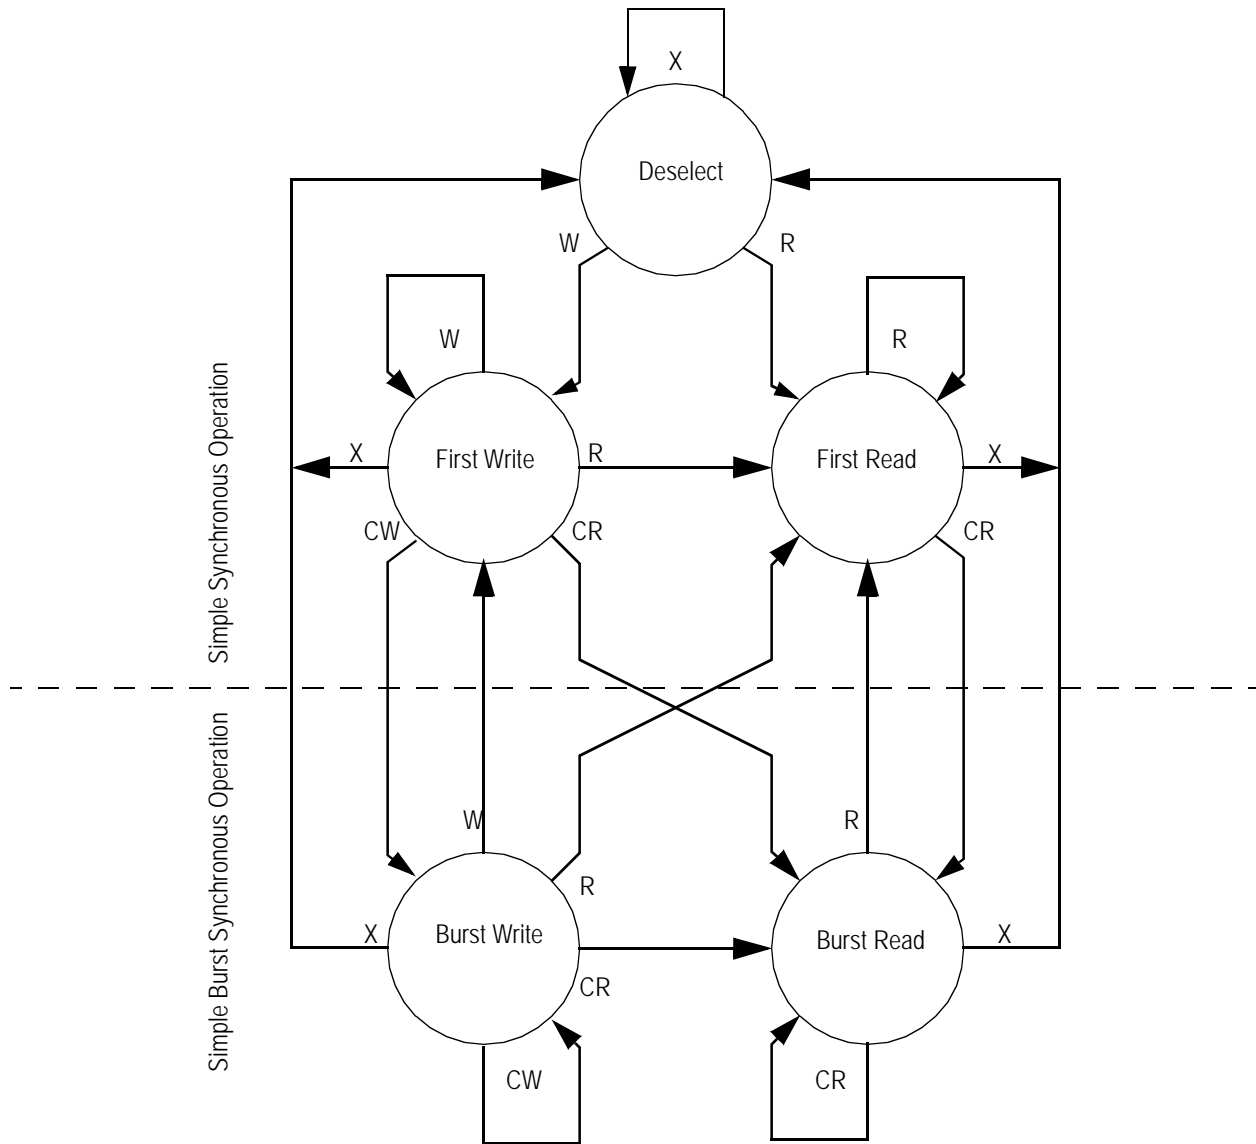 X
Deselect
W
R
W
R
Simple Synchronous Operation
X
First Write
R
First Read
X
CW
CR
CR
Simple Burst Synchronous Operation
W
R
R
X
Burst Write
Burst Read
X
CR
CW
CR